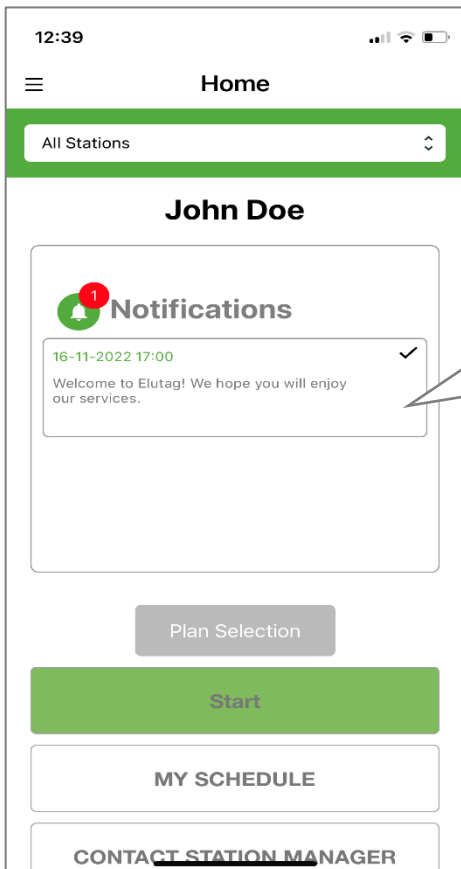 12:39
Home
All Stations
John Doe
1
Notifications
16-11-2022 17:00
Welcome to Elutag! We hope you will enjoy
our services.
Plan Selection
Start
MY SCHEDULE
CONTACT STATION MANAGER